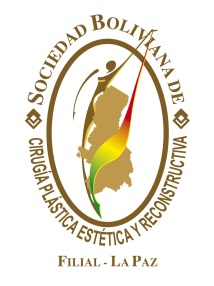 SOCIEDAD BOLIVIANA DE
CIRUGÍA PLÁSTICA ESTÉTICA Y RECONSTRUCTIVA
FILIAL - LA PAZ